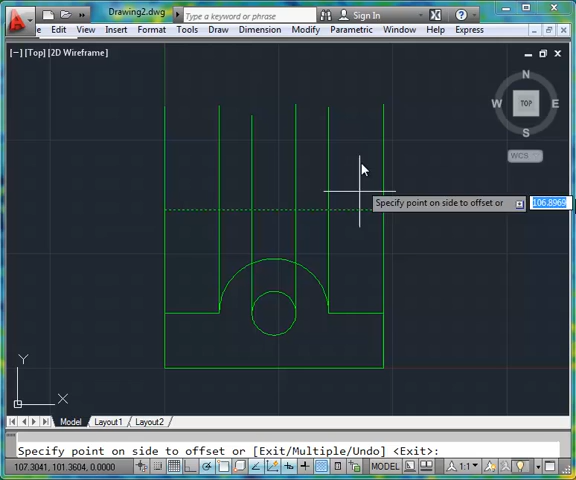 Drawing2.dwg
Type a keyword or phrase
Sign In
Edit View Insert Format Tools Draw Dimension Modify Parametric Window Help Express
[−] [Top] [2D Wireframe]
N
W TOP E
S
WCS
Specify point on side to offset or 106.8969
Y
X
Model Layout1 Layout2
Specify point on side to offset or [Exit/Multiple/Undo] <Exit>:
107.3041, 101.3604, 0.0000 MODEL 1:1